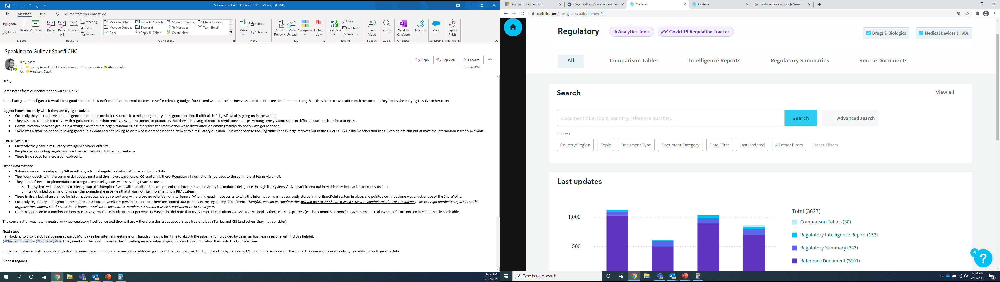 Speaking to Guliz at Sanofi CHC - Message (HTML)
File Message Help Tell me what you want to do
Ignore
Junk
Delete
Archive
Delete
Reply
Reply All
Forward
Meeting
IM
More
Respond
Move to Other
Move to Cortelli...
Move to Training
Move to News
Move to Onboa...
Bioworld
To Manager
Team Email
Done
Reply & Delete
Create New
Quick Steps
Move
Rules
Actions
Move
Assign Policy
Mark Unread
Categorize
Follow Up
Tags
Translate
Find
Related
Select
Editing
Read Aloud
Speech
Zoom
Zoom
Send to OneNote
OneNote
Insights
View
Salesforce
Report Phish
PhishAlarm
Speaking to Guliz at Sanofi CHC
Kay, Sam
To Cottin, Armelle; Kherrat, Romain; Ezquerro, Ana; Ataide, Sofia
Cc Hardison, Sarah
Reply Reply All Forward ...
Tue 2:48 PM
Hi all,
Some notes from our conversation with Guliz FYI.
Some background – I figured it would be a good idea to help Sanofi build their internal business case for releasing budget for CRI and wanted the business case to take into consideration our strengths – thus had a conversation with her on some key topics she is trying to solve in her case:
Biggest issues currently which they are trying to solve:
• Currently they do not have an intelligence team therefore lack resources to conduct regulatory intelligence and find it difficult to “digest” what is going on in the world.
• They wish to be more proactive with regulations rather than reactive. What this means in practice is that they are having to react to regulations thus preventing timely submissions in difficult countries like China or Brazil.
• Communication between groups is a struggle as there are organizational “silos” therefore the information while distributed via emails (mainly) do not always get actioned.
• There was a small point about having good quality data and not having to wait weeks or months for an answer to a regulatory question. This went back to tackling difficulties in large markets not in the EU or US. Guliz did mention that the US can be difficult but at least the information is freely available.
Current systems:
• Currently they have a regulatory intelligence SharePoint site
• People are conducting regulatory intelligence in addition to their current role
• There is no scope for increased headcount.
Other information:
• Submissions can be delayed by 3-8 months by a lack of regulatory information according to Guliz.
• They work closely with the commercial department and thus have awareness of CCI and a link there. Regulatory information is fed back to the commercial teams via email.
• They do not foresee implementation of a regulatory intelligence system as a big issue because:
o The system will be used by a select group of “champions” who will in addition to their current role have the responsibility to conduct intelligence through the system. Guliz hasn’t ironed out how this may look so it is currently an idea.
o Its not linked to a major process (the example she gave was that it was not like implementing a RIM system).
• There is also a lack of an archive for information obtained by consultancy – therefore no retention of intelligence. When I digged in deeper as to why the information was not currently stored in the SharePoint system in place, she pointed out that there was a lack of use of the SharePoint.
• Currently regulatory intelligence takes approx. 2-3 hours a week per person to conduct. There are around 300 persons in the regulatory department. Therefore we can extrapolate that around 600 to 900 hours a week is used to conduct regulatory intelligence. This is a high number compared to other
organizations however Guliz considers 2 hours a week as a conservative number. 600 hours a week is equivalent to 16 FTE a year.
• Guliz may provide us a number on how much using external consultants cost per year. However she did note that using external consultants wasn’t always ideal as there is a slow process (can be 3 months or more) to sign them in – making the information too late and thus less valuable.
The conversation was totally neutral of what regulatory intelligence tool they will use – therefore the issues above is applicable to both Tarrius and CRI (and others they may consider).
Next steps:
I am looking to provide Guliz a business case by Monday as her internal meeting is on Thursday – giving her time to absorb the information provided by us in her business case. She will find this helpful.
@Kherrat, Romain & @Ezquerro, Ana, I may need your help with some of the consulting service value propositions and how to position them into the business case.
In the first instance I will be circulating a draft business case outlining some key points addressing some of the topics above. I will circulate this by tomorrow EOB. From there we can further build the case and have it ready by Friday/Monday to give to Guliz.
Kindest regards,
6:04 PM
2/17/2021
Sign in to your account
Organisations Management Serv
Cortellis
Cortellis
nurtaceuticals - Google Search
cortellis.com/intelligence/suite/home/ri/all
Regulatory
Analytics Tools
Covid-19 Regulation Tracker
Drugs & Biologics
Medical Devices & IVDs
All
Comparison Tables
Intelligence Reports
Regulatory Summaries
Source Documents
Search
View all
Document title, topic, country, reference number...
Search
Advanced search
Filter
Country/Region
Topic
Document Type
Document Category
Date Filter
Last Updated
All other filters
Reset Filters
Last updates
1,000
500
Total (3627)
Comparison Tables (30)
Regulatory Intelligence Report (153)
Regulatory Summary (343)
Reference Document (3101)
6
?
Type here to search
6:04 PM
2/17/2021
2